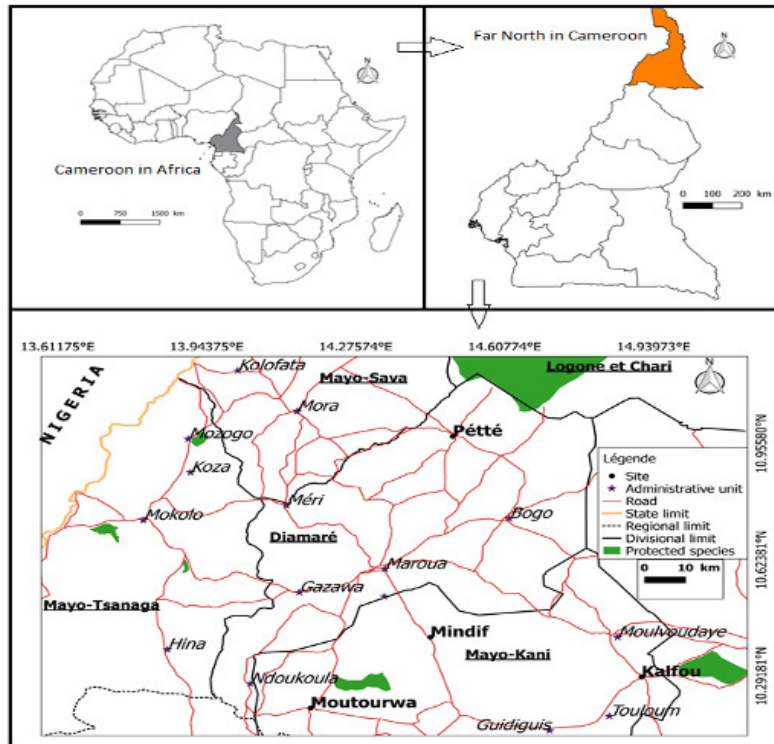 N
Cameroon in Africa
0 750 1500 km
Far North in Cameroon
N
0 100 200 km
13.61175°E 13.94375°E 14.27574°E 14.60774°E 14.93973°E
Kolofata
Mayo-Sava
Logone et Chari
N
NIGERIA
Mora
Mozogo
Pétté
Koza
Méri
Mokolo
Bogo
Diamaré
Maroua
Gazawa
Mayo-Tsanaga
Hina
Mindif
Mayo-Kani
Moulvoudaye
Ndoukoula
Kalfou
Moutourwa
Touloum
Guidiguis
Légende
Site
Administrative unit
Road
State limit
Regional limit
Divisional limit
Protected species
0 10 km
10.95580°N
10.62381°N
10.29181°N